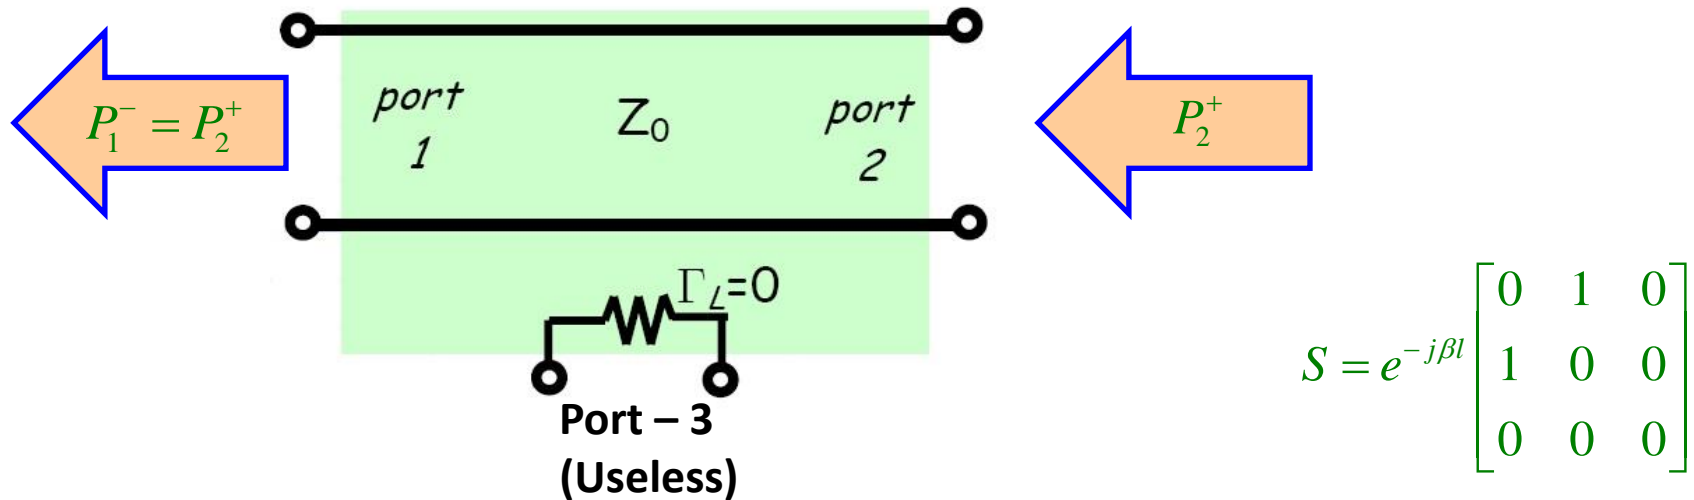 P₁⁻ = P₂⁺
port
1
Z₀
port
2
P₂⁺
Γ_L=0
Port – 3
(Useless)
S = e^{-jβl} [0 1 0
1 0 0
0 0 0]